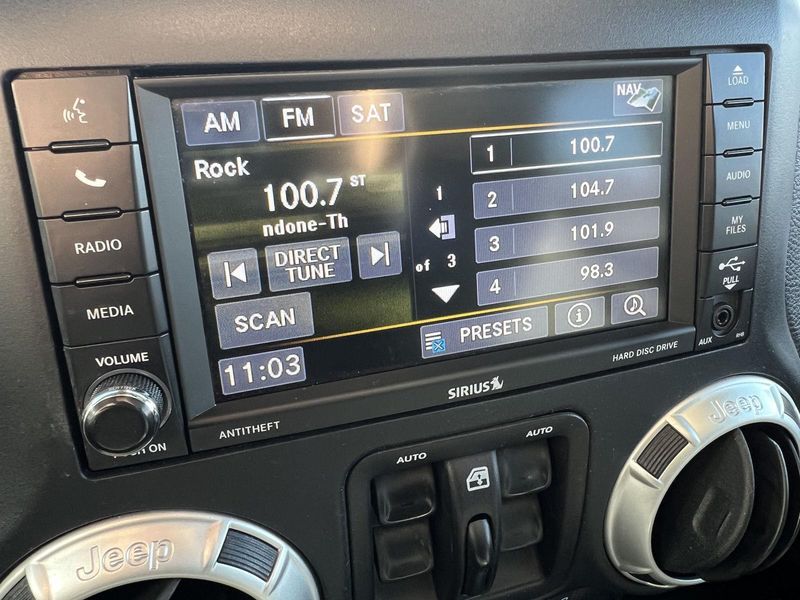 AM FM SAT
NAV
Rock
100.7 ST
ndone-Th
DIRECT
TUNE
SCAN
11:03
1
of 3
1 100.7
2 104.7
3 101.9
4 98.3
PRESETS
RADIO
MEDIA
VOLUME
PUSH ON
LOAD
MENU
AUDIO
MY
FILES
PULL
AUX
ANTITHEFT
SIRIUS
HARD DISC DRIVE
AUTO
AUTO
Jeep
Jeep